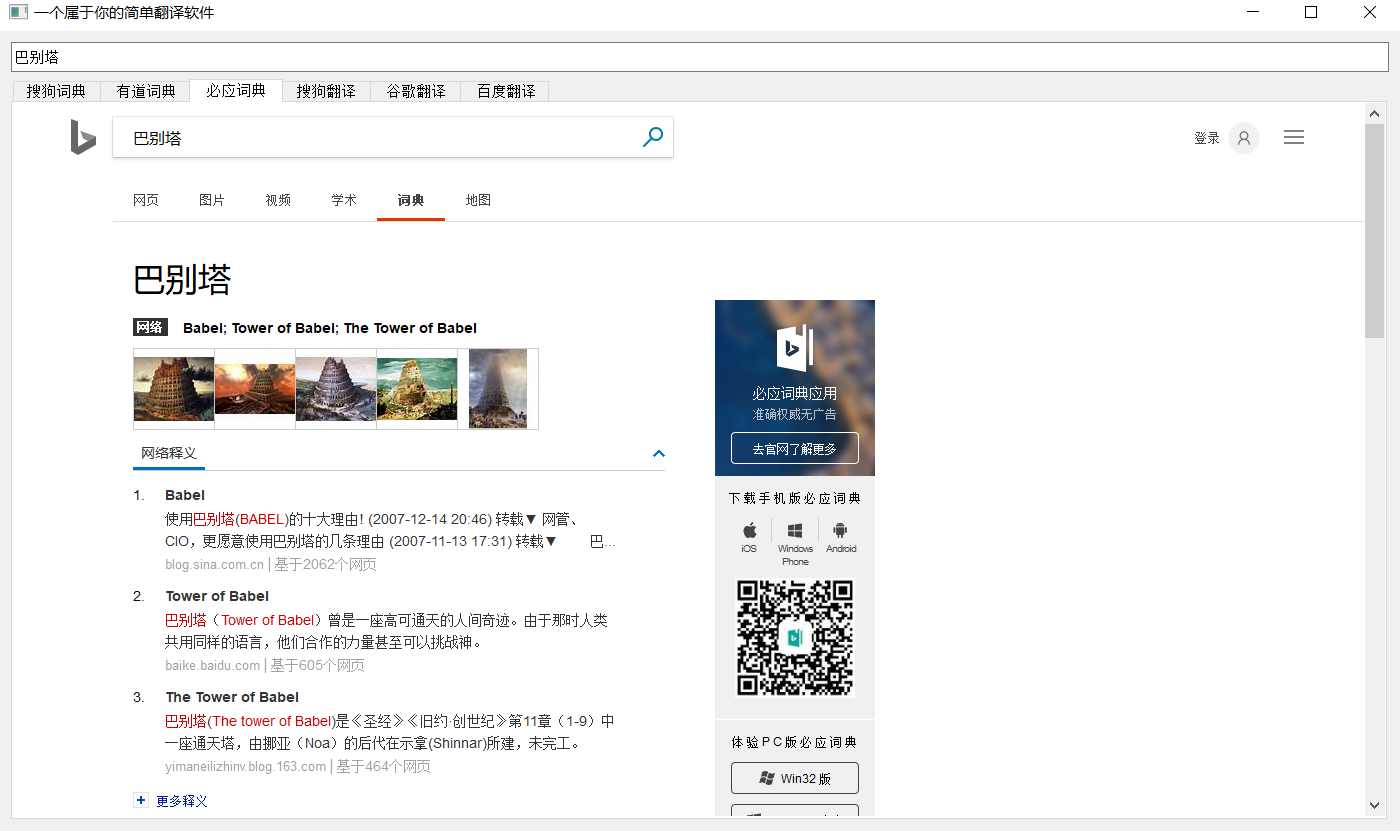 一个属于你的简单翻译软件
巴别塔
搜狗词典 有道词典 必应词典 搜狗翻译 谷歌翻译 百度翻译
巴别塔
登录
网页 图片 视频 学术 词典 地图
巴别塔
网络 Babel; Tower of Babel; The Tower of Babel
网络释义
1. Babel
使用巴别塔(BABEL)的十大理由! (2007-12-14 20:46) 转载▼ 网管、
CIO，更愿意使用巴别塔的几条理由 (2007-11-13 17:31) 转载▼ 巴...
blog.sina.com.cn | 基于2062个网页
2. Tower of Babel
巴别塔（Tower of Babel）曾是一座高可通天的人间奇迹。由于那时人类
共用同样的语言，他们合作的力量甚至可以挑战神。
baike.baidu.com | 基于605个网页
3. The Tower of Babel
巴别塔(The tower of Babel)是《圣经》《旧约·创世纪》第11章（1-9）中
一座通天塔，由挪亚（Noa）的后代在示拿(Shinnar)所建，未完工。
yimaneilizhinv.blog.163.com | 基于464个网页
更多释义
必应词典应用
准确权威无广告
去官网了解更多
下载手机版必应词典
iOS Windows Phone Android
体验PC版必应词典
Win32 版